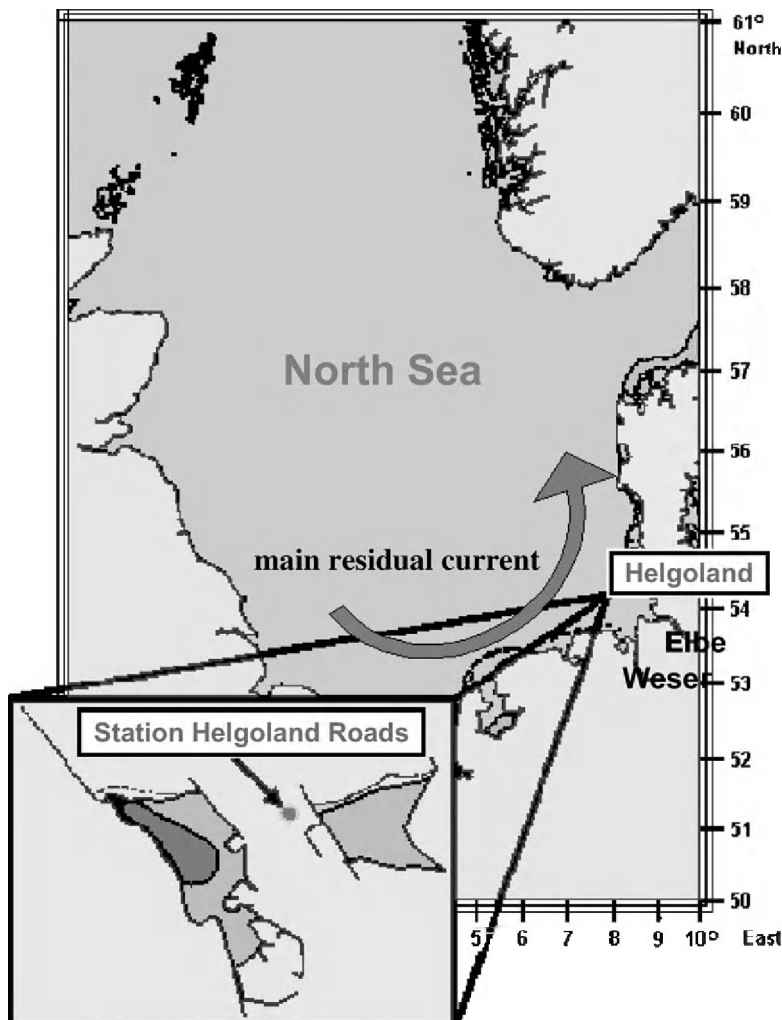 61°
North
60
59
58
North Sea
57
56
55
main residual current
Helgoland
54
Elbe
Weser
53
Station Helgoland Roads
52
51
50
5 6 7 8 9 10° East